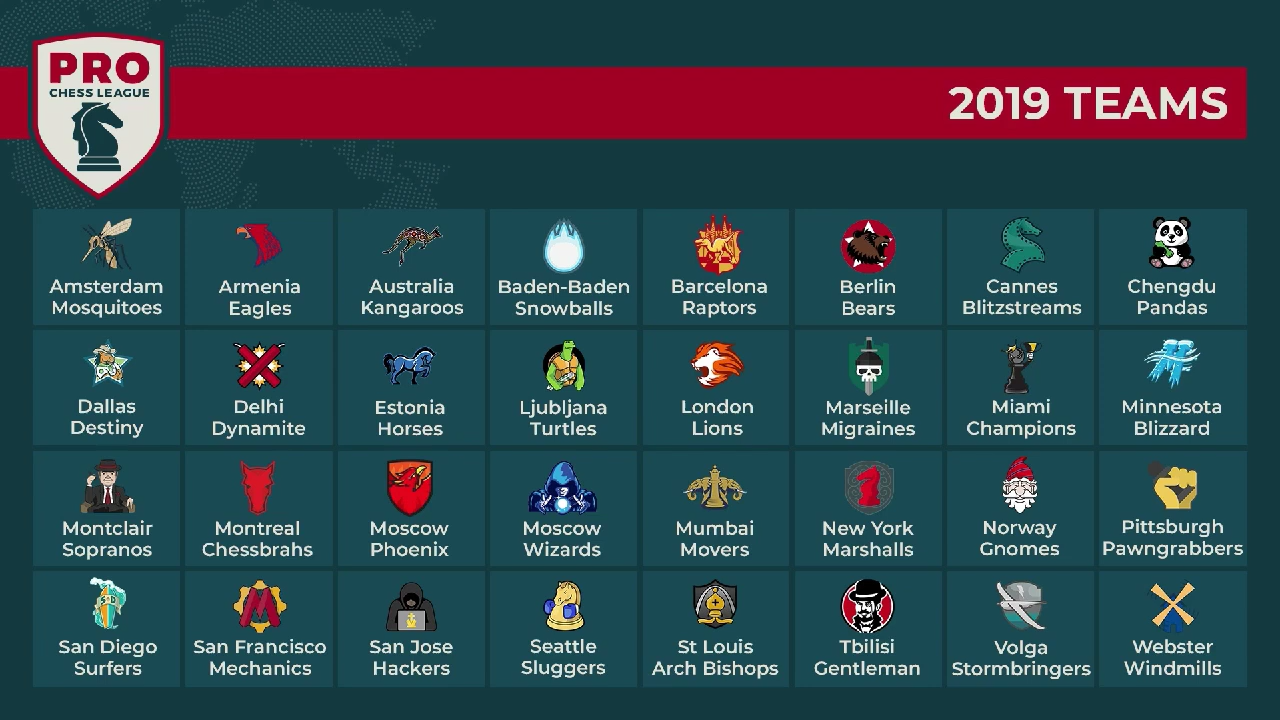 PRO
CHESS LEAGUE
2019 TEAMS
Amsterdam
Mosquitoes
Armenia
Eagles
Australia
Kangaroos
Baden-Baden
Snowballs
Barcelona
Raptors
Berlin
Bears
Cannes
Blitzstreams
Chengdu
Pandas
Dallas
Destiny
Delhi
Dynamite
Estonia
Horses
Ljubljana
Turtles
London
Lions
Marseille
Migraines
Miami
Champions
Minnesota
Blizzard
Montclair
Sopranos
Montreal
Chessbrahs
Moscow
Phoenix
Moscow
Wizards
Mumbai
Movers
New York
Marshalls
Norway
Gnomes
Pittsburgh
Pawngrabbers
San Diego
Surfers
San Francisco
Mechanics
San Jose
Hackers
Seattle
Sluggers
St Louis
Arch Bishops
Tbilisi
Gentleman
Volga
Stormbringers
Webster
Windmills